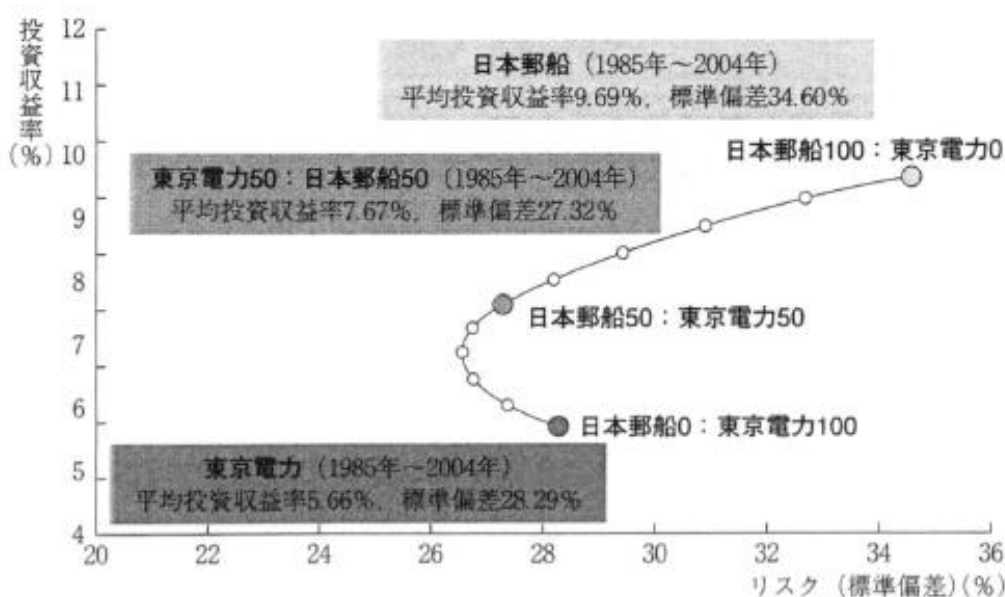 投資収益率(%)
12
11
10
9
8
7
6
5
4
日本郵船(1985年~2004年)
平均投資収益率9.69%, 標準偏差34.60%
日本郵船100:東京電力0
東京電力50:日本郵船50(1985年~2004年)
平均投資収益率7.67%, 標準偏差27.32%
日本郵船50:東京電力50
日本郵船0:東京電力100
東京電力(1985年~2004年)
平均投資収益率5.66%, 標準偏差28.29%
20 22 24 26 28 30 32 34 36
リスク(標準偏差)(%)